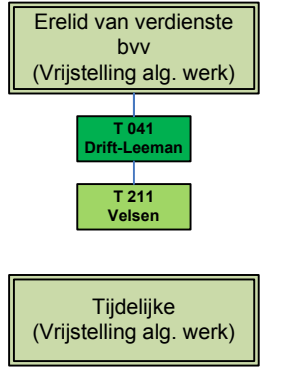 Erelid van verdienste
bvv
(Vrijstelling alg. werk)
T 041
Drift-Leeman
T 211
Velsen
Tijdelijke
(Vrijstelling alg. werk)